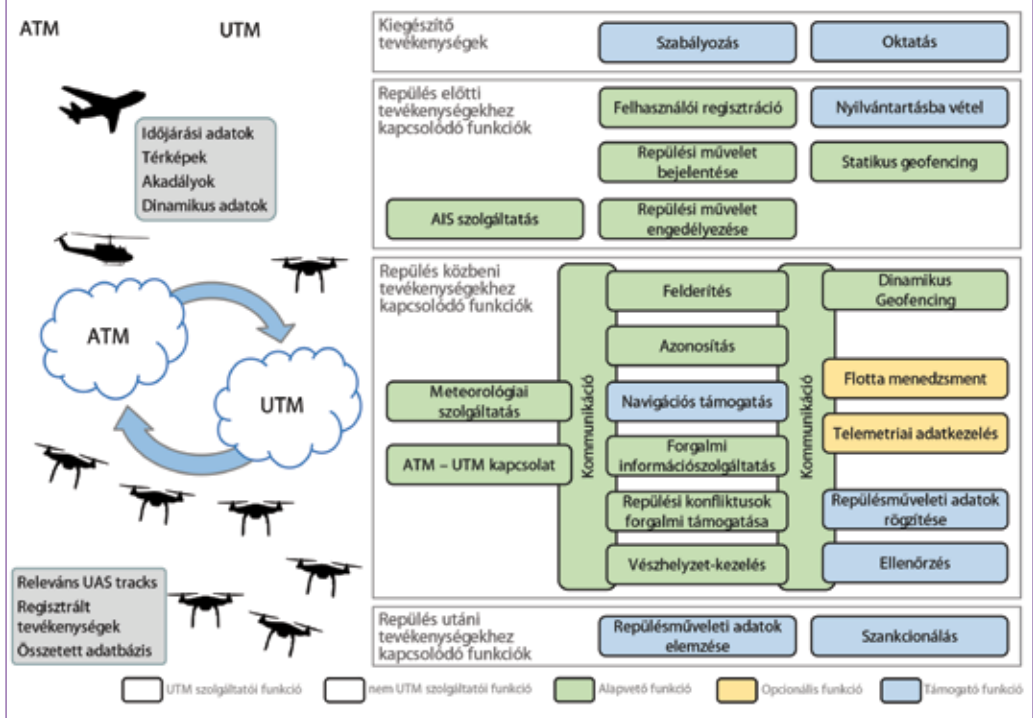 ATM
UTM
Időjárási adatok
Térképek
Akadályok
Dinamikus adatok
ATM
UTM
Releváns UAS tracks
Regisztrált
tevékenységek
Összetett adatbázis
Kiegészítő
tevékenységek
Szabályozás
Oktatás
Repülés előtti
tevékenységekhez
kapcsolódó funkciók
Felhasználói regisztráció
Nyilvántartásba vétel
Repülési művelet
bejelentése
Statikus geofencing
AIS szolgáltatás
Repülési művelet
engedélyezése
Repülés közbeni
tevékenységekhez
kapcsolódó funkciók
Meteorológiai
szolgáltatás
ATM – UTM kapcsolat
Kommunikáció
Felderítés
Azonosítás
Navigációs támogatás
Forgalmi
információszolgáltatás
Repülési konfliktusok
forgalmi támogatása
Vészhelyzet-kezelés
Kommunikáció
Dinamikus
Geofencing
Flotta menedzsment
Telemetriai adatkezelés
Repülésműveleti adatok
rögzítése
Ellenőrzés
Repülés utáni
tevékenységekhez
kapcsolódó funkciók
Repülésműveleti adatok
elemzése
Szankcionálás
UTM szolgáltatói funkció
nem UTM szolgáltatói funkció
Alapvető funkció
Opcionális funkció
Támogató funkció